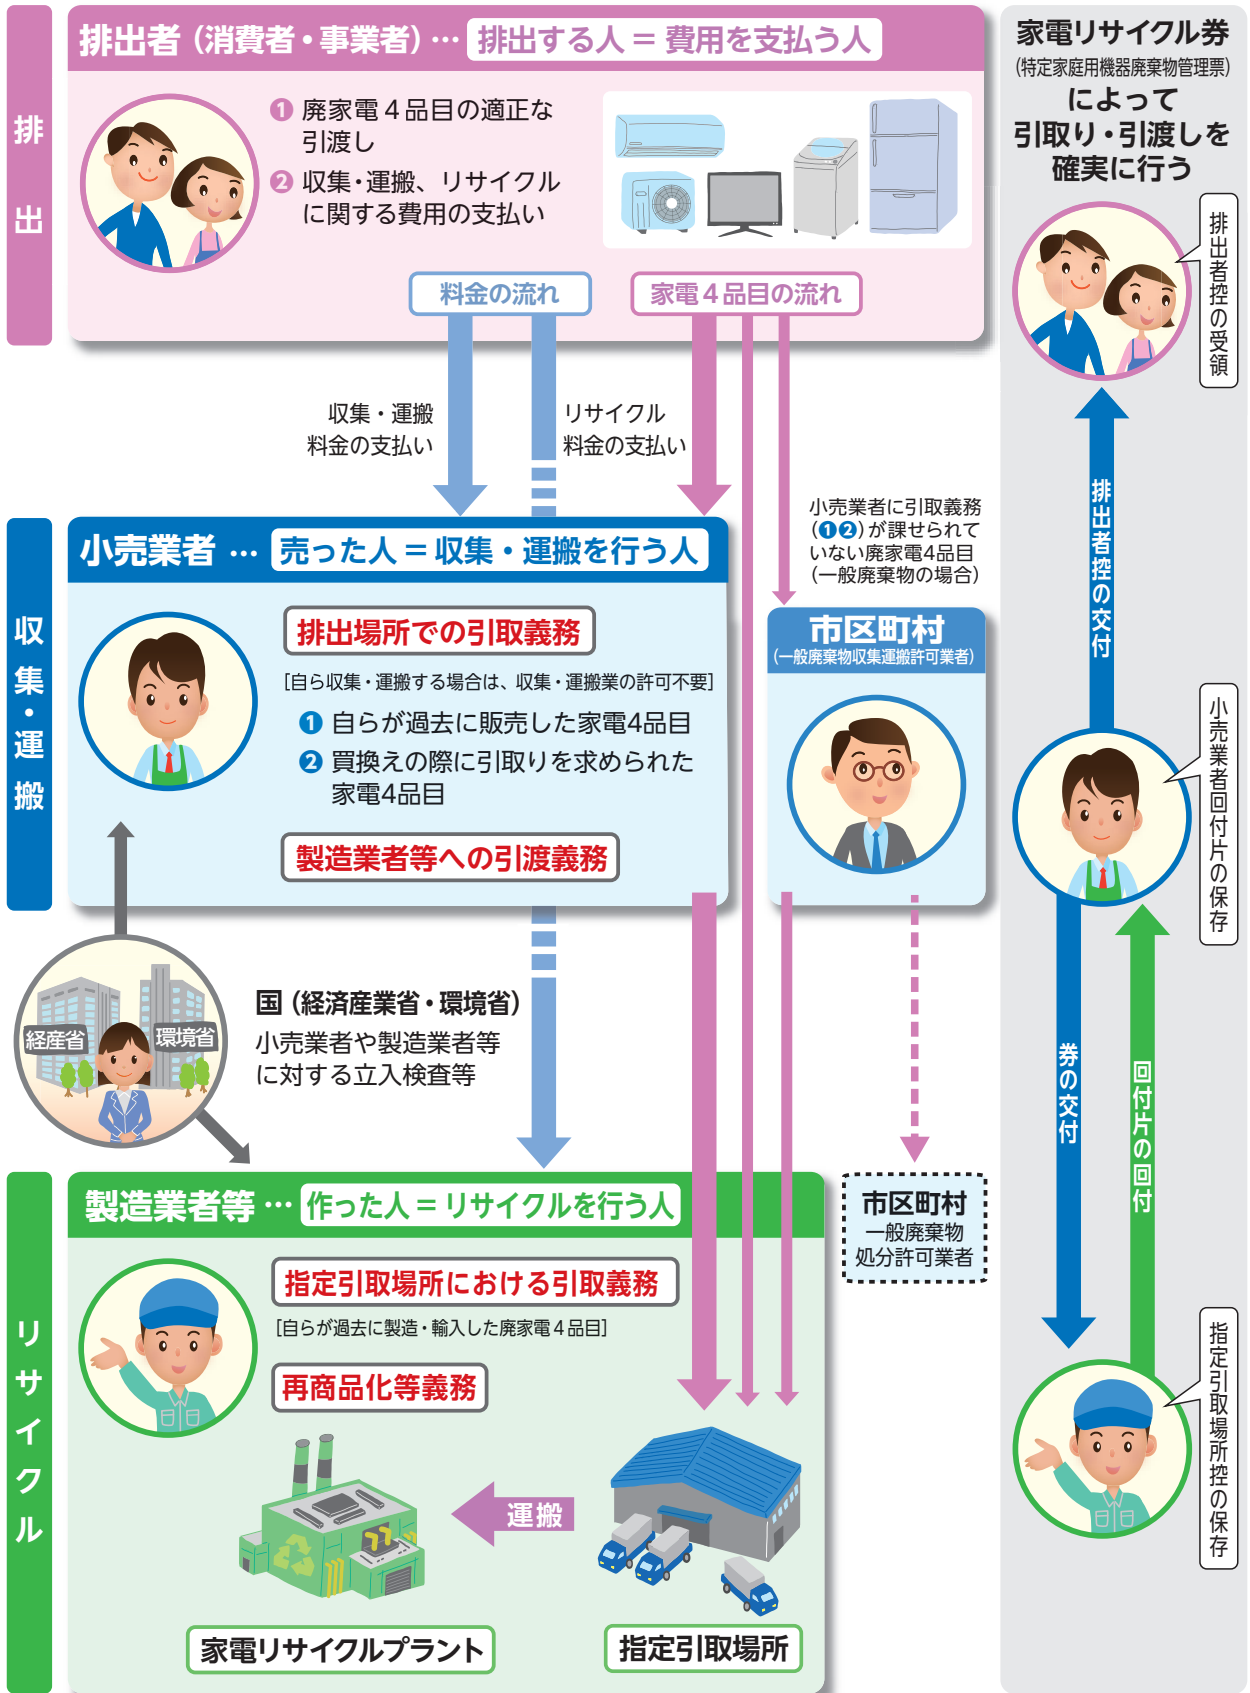 排出
排出者（消費者・事業者）… 排出する人 ＝ 費用を支払う人
❶ 廃家電４品目の適正な
引渡し
❷ 収集・運搬、リサイクル
に関する費用の支払い
料金の流れ
家電４品目の流れ
収集・運搬
料金の支払い
リサイクル
料金の支払い
小売業者に引取義務
（❶❷）が課せられて
いない廃家電4品目
（一般廃棄物の場合）
収集・運搬
小売業者 … 売った人 ＝ 収集・運搬を行う人
排出場所での引取義務
［自ら収集・運搬する場合は、収集・運搬業の許可不要］
❶ 自らが過去に販売した家電4品目
❷ 買換えの際に引取りを求められた
家電4品目
製造業者等への引渡義務
市区町村
（一般廃棄物収集運搬許可業者）
経産省
環境省
国（経済産業省・環境省）
小売業者や製造業者等
に対する立入検査等
リサイクル
製造業者等 … 作った人 ＝ リサイクルを行う人
指定引取場所における引取義務
［自らが過去に製造・輸入した廃家電４品目］
再商品化等義務
運搬
家電リサイクルプラント
指定引取場所
市区町村
一般廃棄物
処分許可業者
家電リサイクル券
（特定家庭用機器廃棄物管理票）
によって
引取り・引渡しを
確実に行う
排出者控の受領
排出者控の交付
小売業者回付片の保存
券の交付
回付片の回付
指定引取場所控の保存